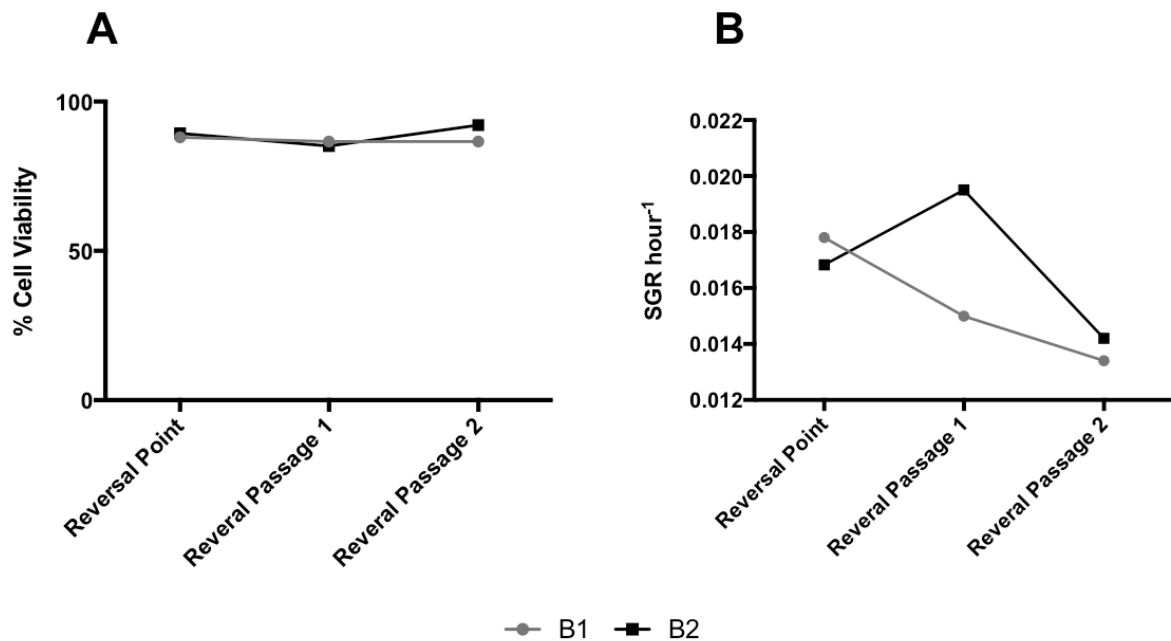 A
% Cell Viability
100
50
0
Reversal Point
Reveral Passage 1
Reveral Passage 2
B
SGR hour⁻¹
0.022
0.020
0.018
0.016
0.014
0.012
Reversal Point
Reveral Passage 1
Reveral Passage 2
B1 B2